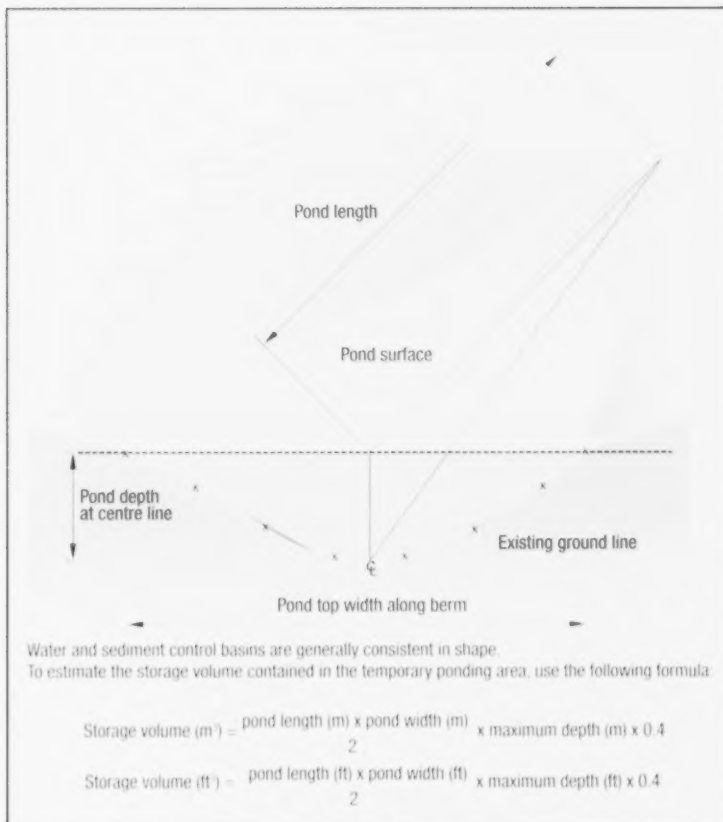 Pond length
Pond surface
Pond depth
at centre line
Existing ground line
℄
Pond top width along berm
Water and sediment control basins are generally consistent in shape.
To estimate the storage volume contained in the temporary ponding area, use the following formula:
Storage volume (m³) = pond length (m) x pond width (m) / 2 x maximum depth (m) x 0.4
Storage volume (ft³) = pond length (ft) x pond width (ft) / 2 x maximum depth (ft) x 0.4